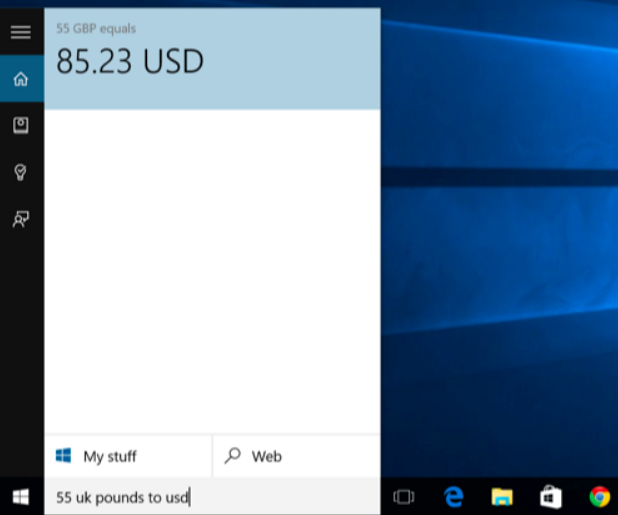 55 GBP equals
85.23 USD
My stuff
Web
55 uk pounds to usd